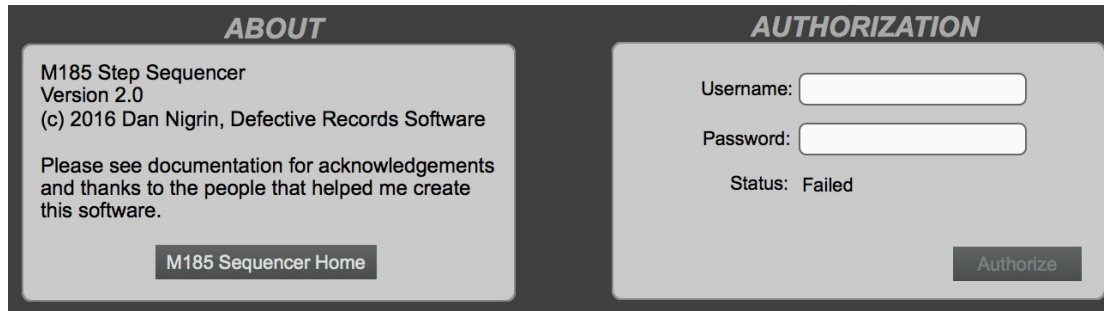 ABOUT
M185 Step Sequencer
Version 2.0
(c) 2016 Dan Nigrin, Defective Records Software
Please see documentation for acknowledgements
and thanks to the people that helped me create
this software.
M185 Sequencer Home
AUTHORIZATION
Username:
Password:
Status: Failed
Authorize